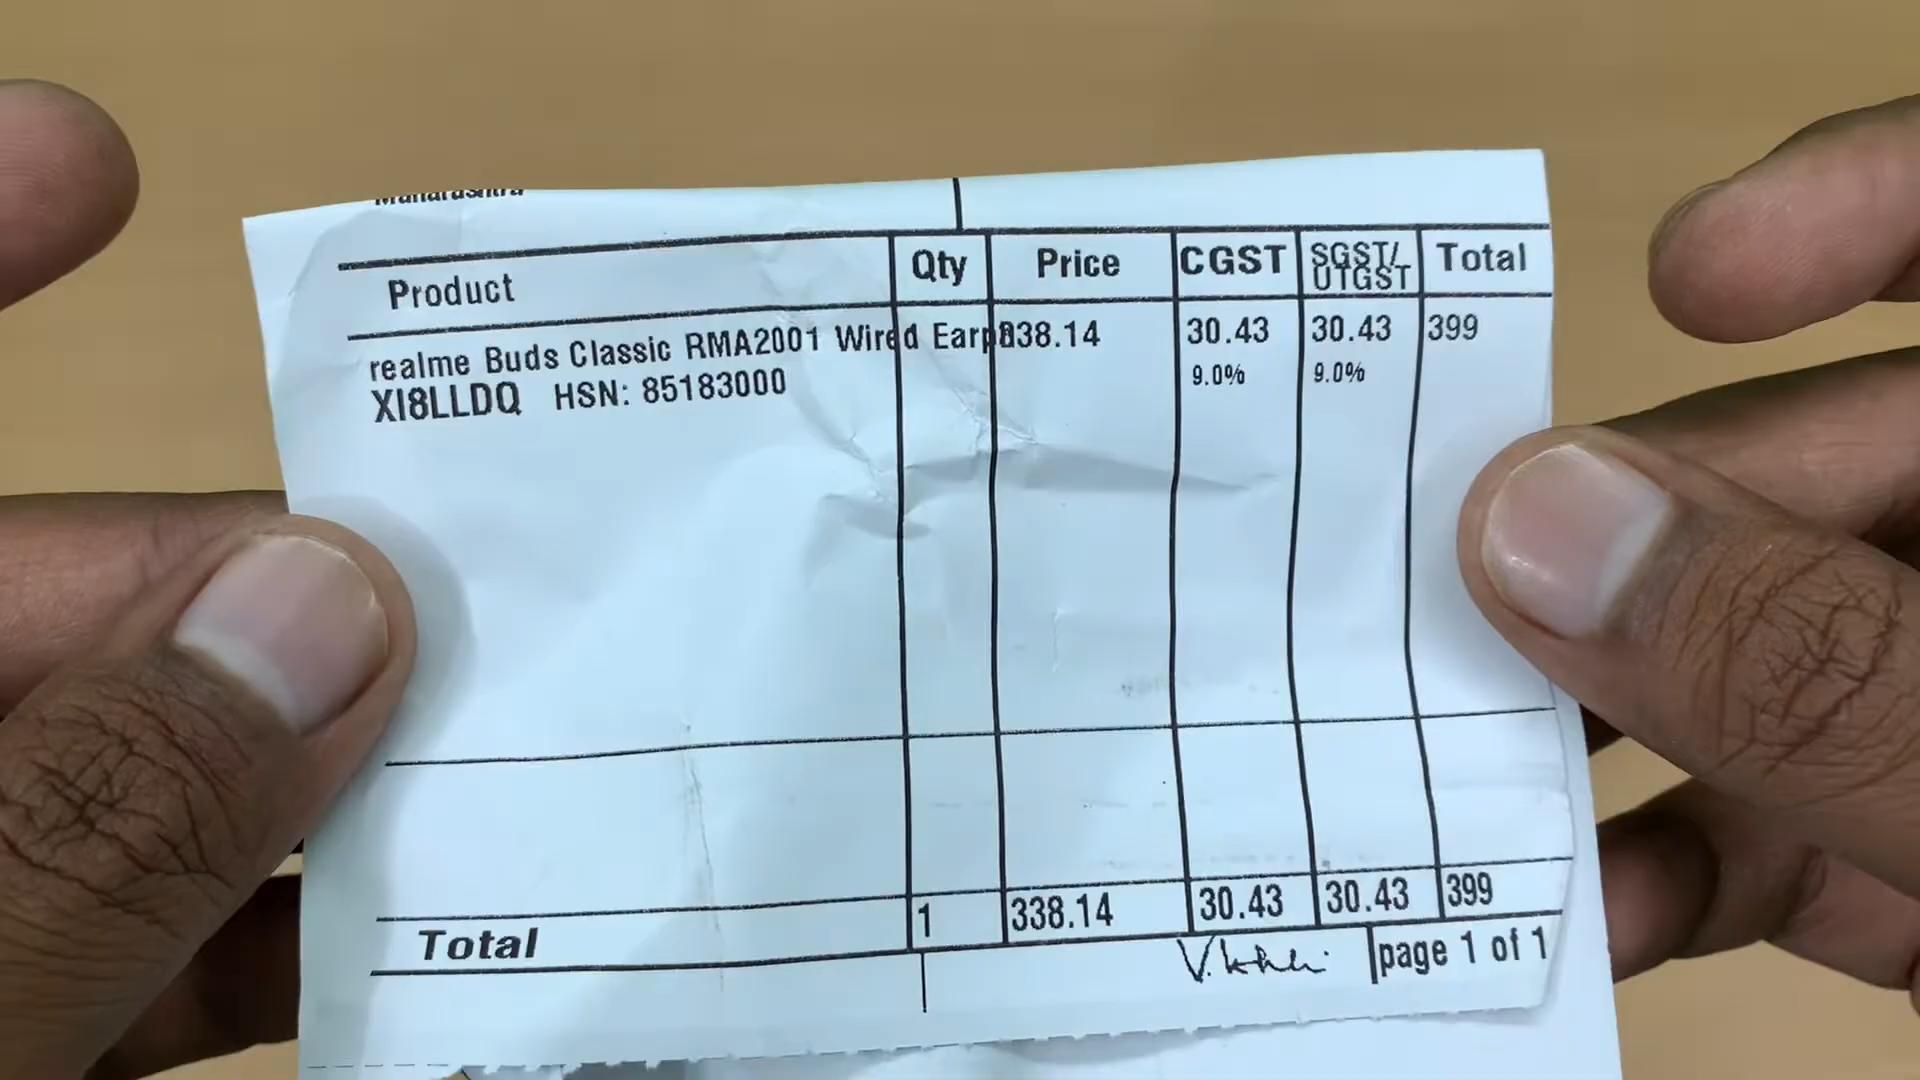 Maharashtra
Product Qty Price CGST SGST/UTGST Total
realme Buds Classic RMA2001 Wired Earp 338.14 30.43 30.43 399
XI8LLDQ HSN: 85183000 9.0% 9.0%
Total 1 338.14 30.43 30.43 399
page 1 of 1